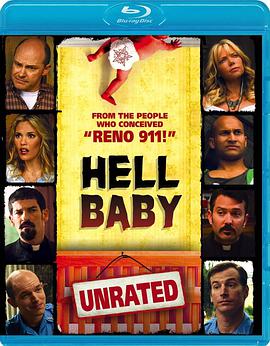 Blu-ray Disc
FROM THE PEOPLE
WHO CONCEIVED
"RENO 911!"
HELL
BABY
UNRATED